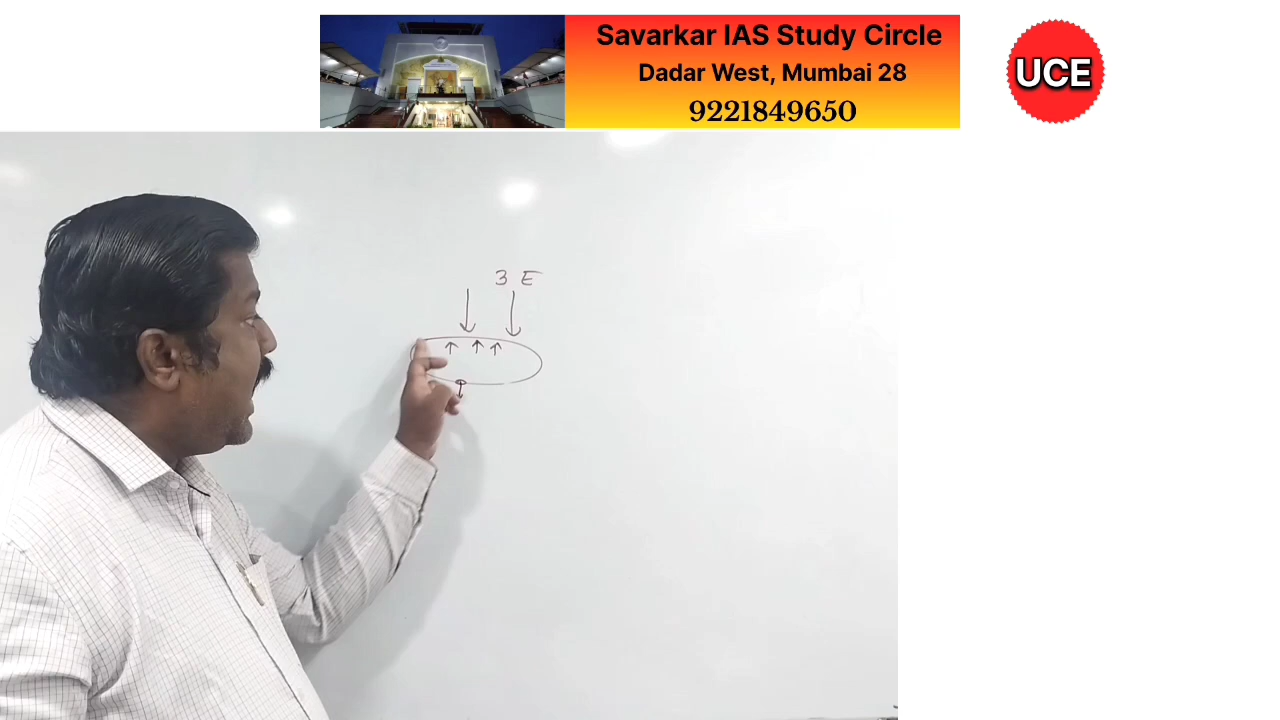 Savarkar IAS Study Circle
Dadar West, Mumbai 28
9221849650
UCE
3 E